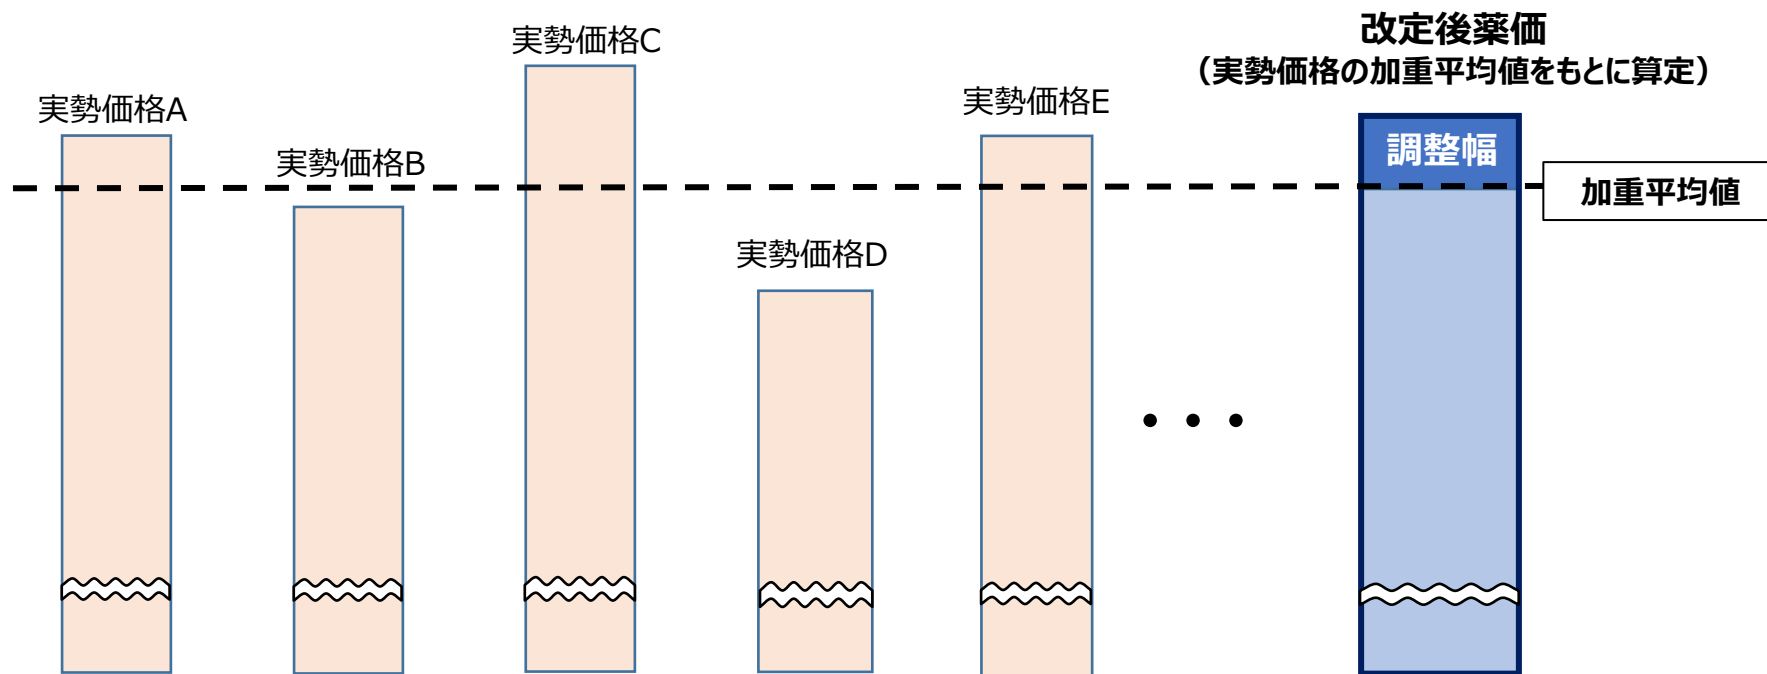 改定後薬価
（実勢価格の加重平均値をもとに算定）
実勢価格A
実勢価格B
実勢価格C
実勢価格D
実勢価格E
・・・
調整幅
加重平均値